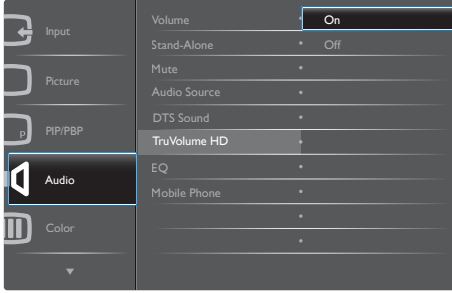 Input
Picture
PIP/PBP
P
Audio
Color
Volume
Stand-Alone
Mute
Audio Source
DTS Sound
TruVolume HD
EQ
Mobile Phone
On
Off